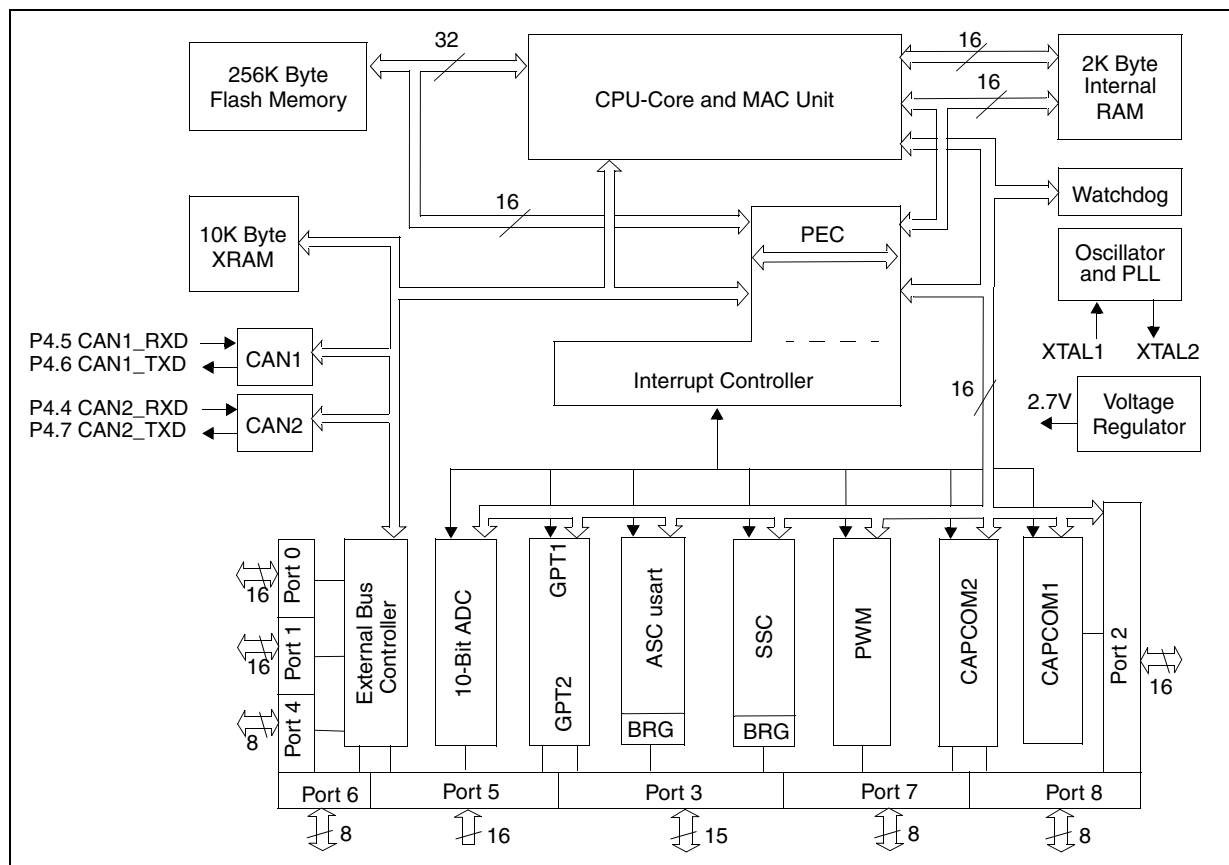 32
16
256K Byte
Flash Memory
CPU-Core and MAC Unit
2K Byte
Internal
RAM
16
16
Watchdog
10K Byte
XRAM
PEC
Oscillator
and PLL
P4.5 CAN1_RXD
P4.6 CAN1_TXD
CAN1
XTAL1
XTAL2
Interrupt Controller
16
P4.4 CAN2_RXD
P4.7 CAN2_TXD
CAN2
2.7V
Voltage
Regulator
Port 0
16
Port 1
16
Port 4
8
External Bus
Controller
10-Bit ADC
GPT1
GPT2
ASC usart
BRG
SSC
BRG
PWM
CAPCOM2
CAPCOM1
Port 2
16
Port 6
Port 5
Port 3
Port 7
Port 8
8
16
15
8
8